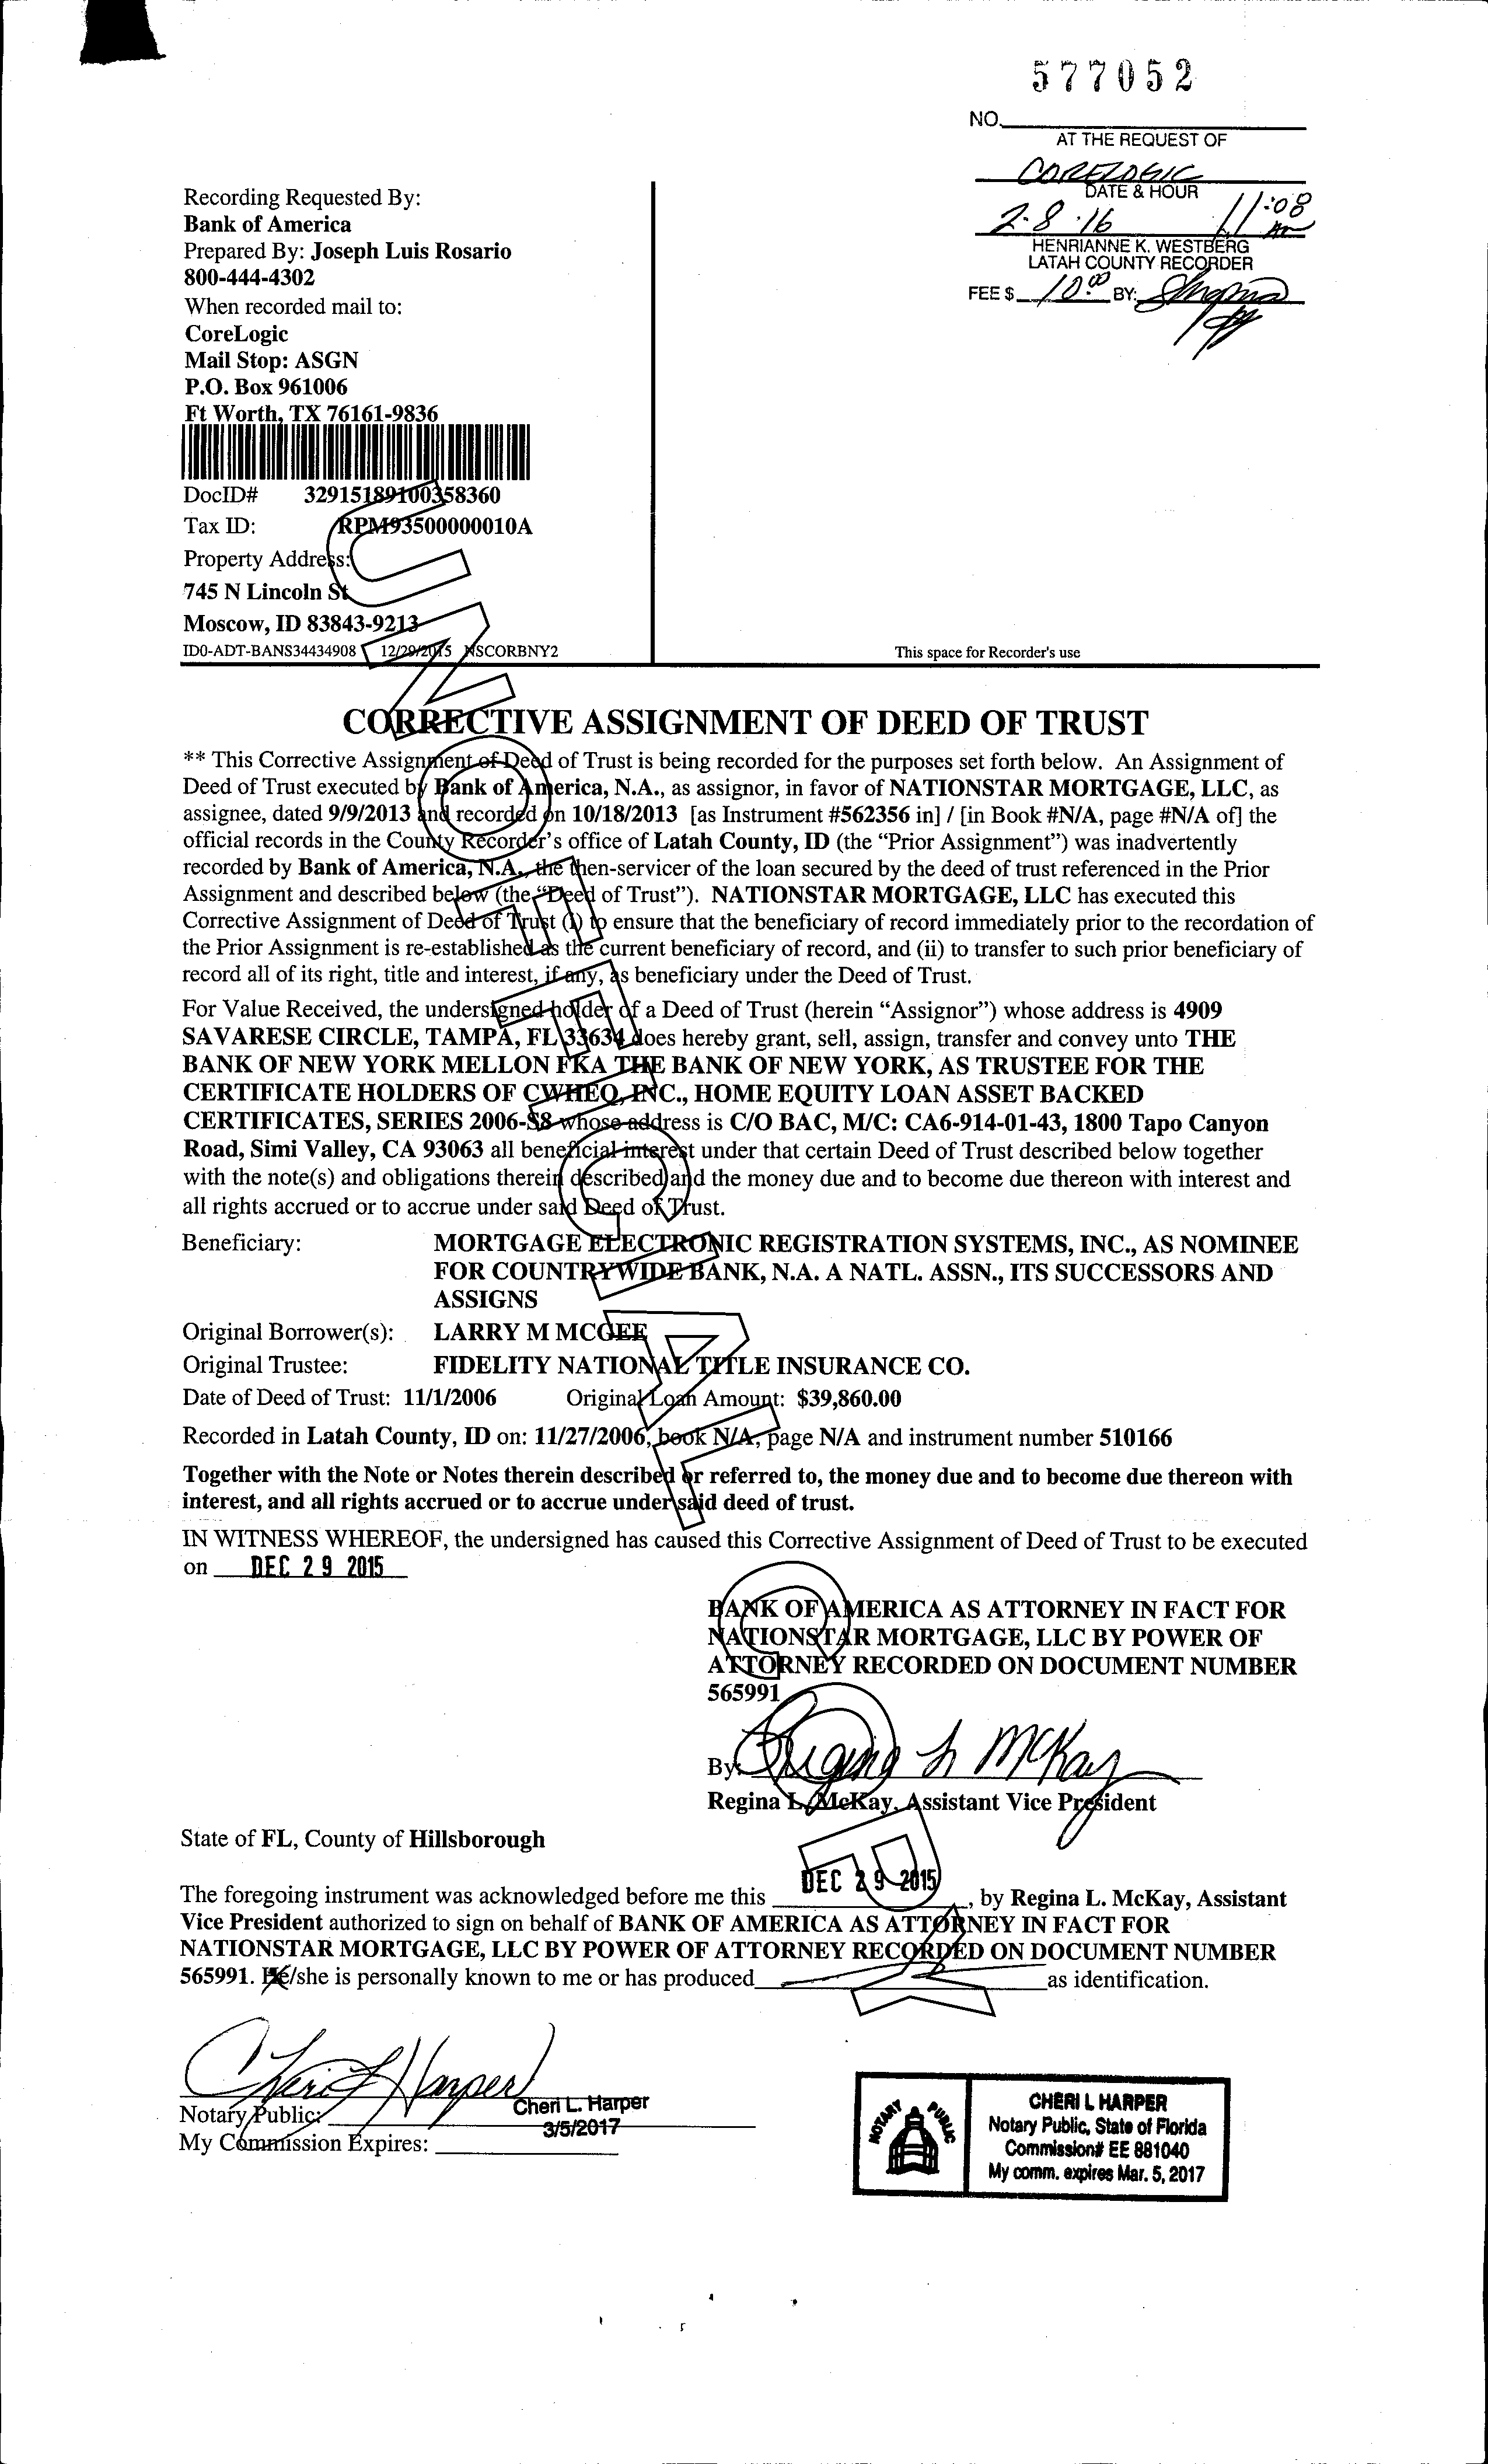 577052
NO.
AT THE REQUEST OF
CORELOGIC
DATE & HOUR
2-8-16 11:08 Am
HENRIANNE K. WESTBERG
LATAH COUNTY RECORDER
FEE $ 10.00 BY:
Recording Requested By:
Bank of America
Prepared By: Joseph Luis Rosario
800-444-4302
When recorded mail to:
CoreLogic
Mail Stop: ASGN
P.O. Box 961006
Ft Worth, TX 76161-9836
DocID# 32915189100358360
Tax ID: RPM93500000010A
Property Address:
745 N Lincoln St
Moscow, ID 83843-9213
ID0-ADT-BANS34434908 12/29/2015 NSCORBNY2
This space for Recorder's use
CORRECTIVE ASSIGNMENT OF DEED OF TRUST
** This Corrective Assignment of Deed of Trust is being recorded for the purposes set forth below. An Assignment of
Deed of Trust executed by Bank of America, N.A., as assignor, in favor of NATIONSTAR MORTGAGE, LLC, as
assignee, dated 9/9/2013 and recorded on 10/18/2013 [as Instrument #562356 in] / [in Book #N/A, page #N/A of] the
official records in the County Recorder's office of Latah County, ID (the “Prior Assignment”) was inadvertently
recorded by Bank of America, N.A., the then-servicer of the loan secured by the deed of trust referenced in the Prior
Assignment and described below (the “Deed of Trust”). NATIONSTAR MORTGAGE, LLC has executed this
Corrective Assignment of Deed of Trust (i) to ensure that the beneficiary of record immediately prior to the recordation of
the Prior Assignment is re-established as the current beneficiary of record, and (ii) to transfer to such prior beneficiary of
record all of its right, title and interest, if any, as beneficiary under the Deed of Trust.
For Value Received, the undersigned holder of a Deed of Trust (herein “Assignor”) whose address is 4909
SAVARESE CIRCLE, TAMPA, FL 33634 does hereby grant, sell, assign, transfer and convey unto THE
BANK OF NEW YORK MELLON FKA THE BANK OF NEW YORK, AS TRUSTEE FOR THE
CERTIFICATE HOLDERS OF CWHEQ, INC., HOME EQUITY LOAN ASSET BACKED
CERTIFICATES, SERIES 2006-S8 whose address is C/O BAC, M/C: CA6-914-01-43, 1800 Tapo Canyon
Road, Simi Valley, CA 93063 all beneficial interest under that certain Deed of Trust described below together
with the note(s) and obligations therein described and the money due and to become due thereon with interest and
all rights accrued or to accrue under said Deed of Trust.
Beneficiary: MORTGAGE ELECTRONIC REGISTRATION SYSTEMS, INC., AS NOMINEE
FOR COUNTRYWIDE BANK, N.A. A NATL. ASSN., ITS SUCCESSORS AND
ASSIGNS
Original Borrower(s): LARRY M MCGEE
Original Trustee: FIDELITY NATIONAL TITLE INSURANCE CO.
Date of Deed of Trust: 11/1/2006 Original Loan Amount: $39,860.00
Recorded in Latah County, ID on: 11/27/2006, book N/A, page N/A and instrument number 510166
Together with the Note or Notes therein described or referred to, the money due and to become due thereon with
interest, and all rights accrued or to accrue under said deed of trust.
IN WITNESS WHEREOF, the undersigned has caused this Corrective Assignment of Deed of Trust to be executed
on DEC 29 2015
BANK OF AMERICA AS ATTORNEY IN FACT FOR
NATIONSTAR MORTGAGE, LLC BY POWER OF
ATTORNEY RECORDED ON DOCUMENT NUMBER
565991
By: Regina L McKay
Regina L. McKay, Assistant Vice President
State of FL, County of Hillsborough
The foregoing instrument was acknowledged before me this DEC 29 2015, by Regina L. McKay, Assistant
Vice President authorized to sign on behalf of BANK OF AMERICA AS ATTORNEY IN FACT FOR
NATIONSTAR MORTGAGE, LLC BY POWER OF ATTORNEY RECORDED ON DOCUMENT NUMBER
565991. He/she is personally known to me or has produced as identification.
Cheri L Harper
Notary Public: Cheri L. Harper
My Commission Expires: 3/5/2017
NOTARY PUBLIC
CHERI L HARPER
Notary Public, State of Florida
Commission# EE 881040
My comm. expires Mar. 5, 2017
UNOFFICIAL COPY